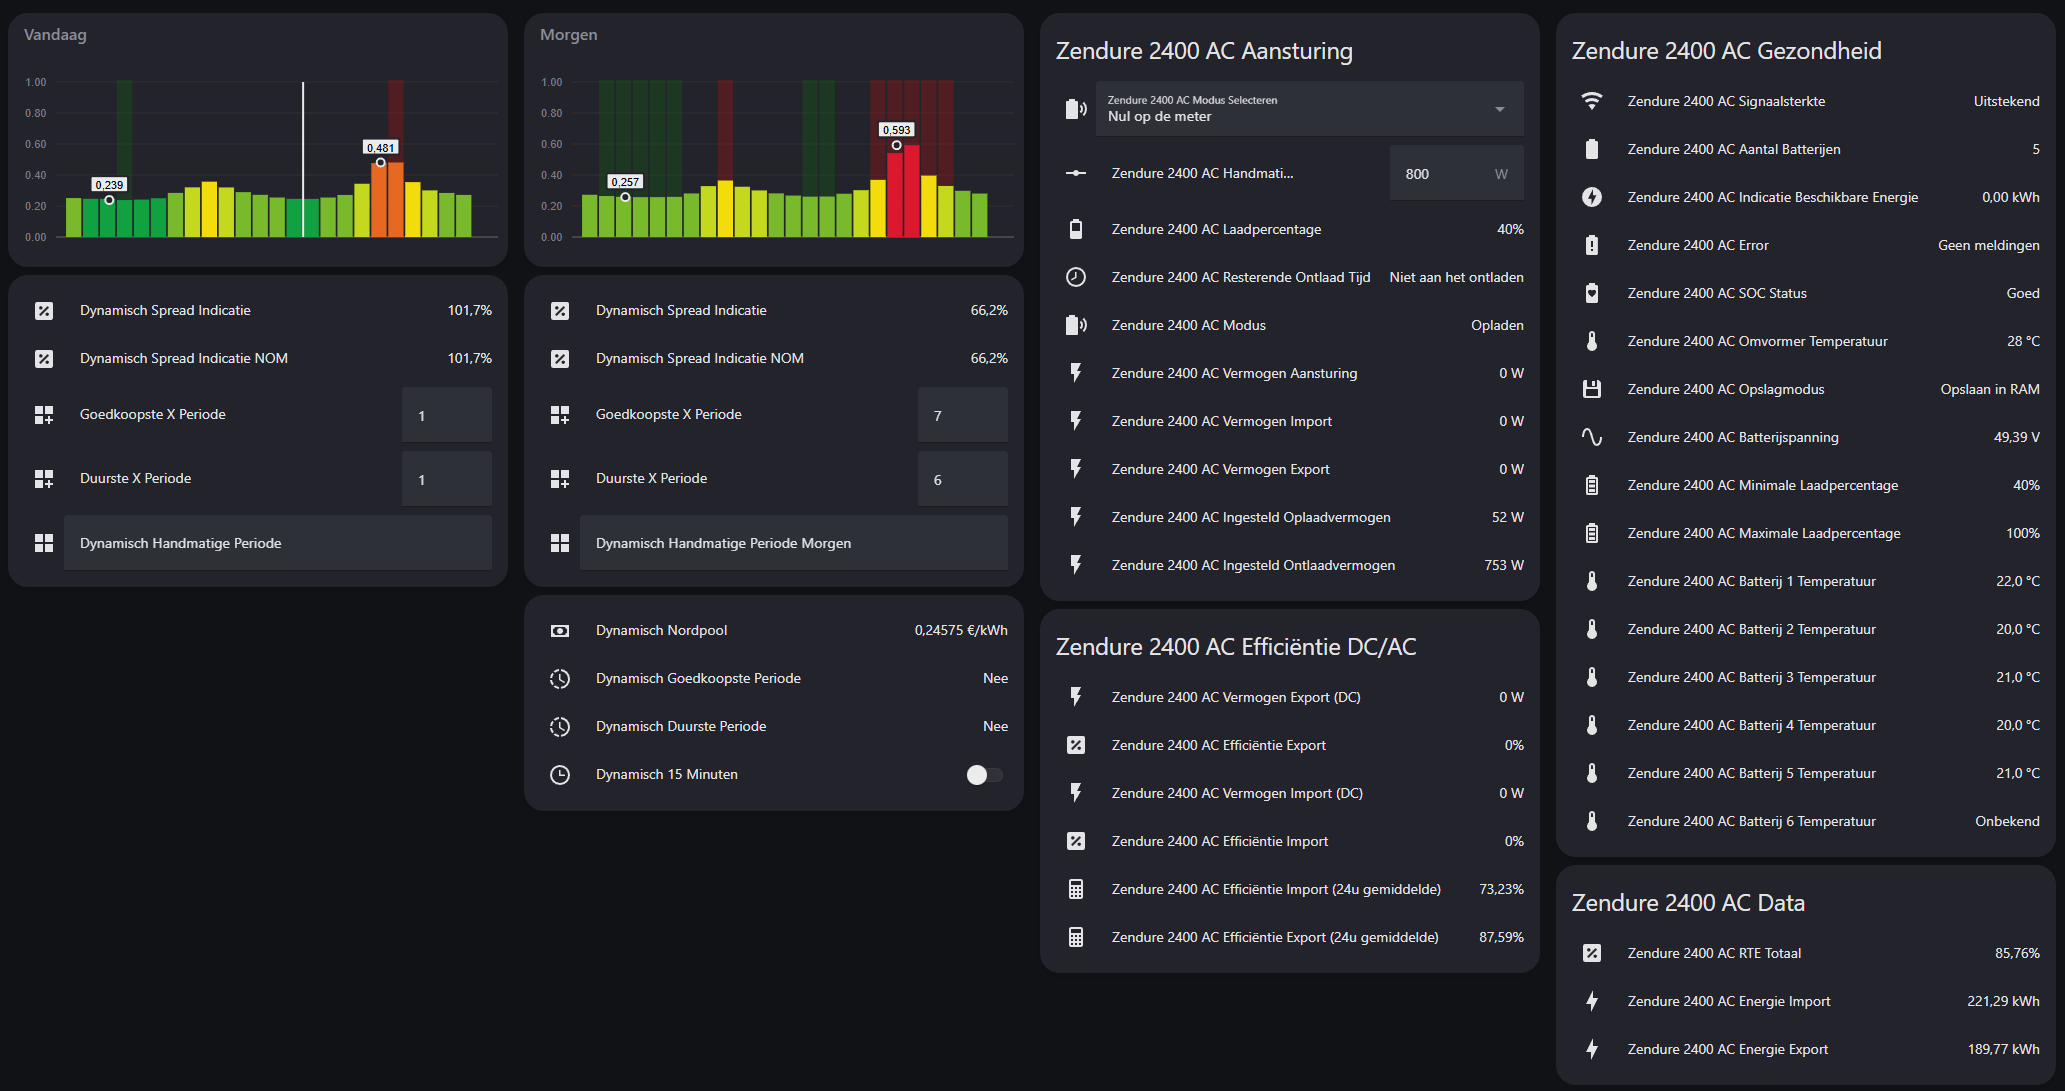 Vandaag
1.00
0.80
0.60
0.40
0.20
0.00
0,239
0,481
Dynamisch Spread Indicatie 101,7%
Dynamisch Spread Indicatie NOM 101,7%
Goedkoopste X Periode 1
Duurste X Periode 1
Dynamisch Handmatige Periode
Morgen
1.00
0.80
0.60
0.40
0.20
0.00
0,257
0,593
Dynamisch Spread Indicatie 66,2%
Dynamisch Spread Indicatie NOM 66,2%
Goedkoopste X Periode 7
Duurste X Periode 6
Dynamisch Handmatige Periode Morgen
Dynamisch Nordpool 0,24575 €/kWh
Dynamisch Goedkoopste Periode Nee
Dynamisch Duurste Periode Nee
Dynamisch 15 Minuten
Zendure 2400 AC Aansturing
Zendure 2400 AC Modus Selecteren
Nul op de meter
Zendure 2400 AC Handmati... 800 W
Zendure 2400 AC Laadpercentage 40%
Zendure 2400 AC Resterende Ontlaad Tijd Niet aan het ontladen
Zendure 2400 AC Modus Opladen
Zendure 2400 AC Vermogen Aansturing 0 W
Zendure 2400 AC Vermogen Import 0 W
Zendure 2400 AC Vermogen Export 0 W
Zendure 2400 AC Ingesteld Oplaadvermogen 52 W
Zendure 2400 AC Ingesteld Ontlaadvermogen 753 W
Zendure 2400 AC Efficiëntie DC/AC
Zendure 2400 AC Vermogen Export (DC) 0 W
Zendure 2400 AC Efficiëntie Export 0%
Zendure 2400 AC Vermogen Import (DC) 0 W
Zendure 2400 AC Efficiëntie Import 0%
Zendure 2400 AC Efficiëntie Import (24u gemiddelde) 73,23%
Zendure 2400 AC Efficiëntie Export (24u gemiddelde) 87,59%
Zendure 2400 AC Gezondheid
Zendure 2400 AC Signaalsterkte Uitstekend
Zendure 2400 AC Aantal Batterijen 5
Zendure 2400 AC Indicatie Beschikbare Energie 0,00 kWh
Zendure 2400 AC Error Geen meldingen
Zendure 2400 AC SOC Status Goed
Zendure 2400 AC Omvormer Temperatuur 28 °C
Zendure 2400 AC Opslagmodus Opslaan in RAM
Zendure 2400 AC Batterijspanning 49,39 V
Zendure 2400 AC Minimale Laadpercentage 40%
Zendure 2400 AC Maximale Laadpercentage 100%
Zendure 2400 AC Batterij 1 Temperatuur 22,0 °C
Zendure 2400 AC Batterij 2 Temperatuur 20,0 °C
Zendure 2400 AC Batterij 3 Temperatuur 21,0 °C
Zendure 2400 AC Batterij 4 Temperatuur 20,0 °C
Zendure 2400 AC Batterij 5 Temperatuur 21,0 °C
Zendure 2400 AC Batterij 6 Temperatuur Onbekend
Zendure 2400 AC Data
Zendure 2400 AC RTE Totaal 85,76%
Zendure 2400 AC Energie Import 221,29 kWh
Zendure 2400 AC Energie Export 189,77 kWh